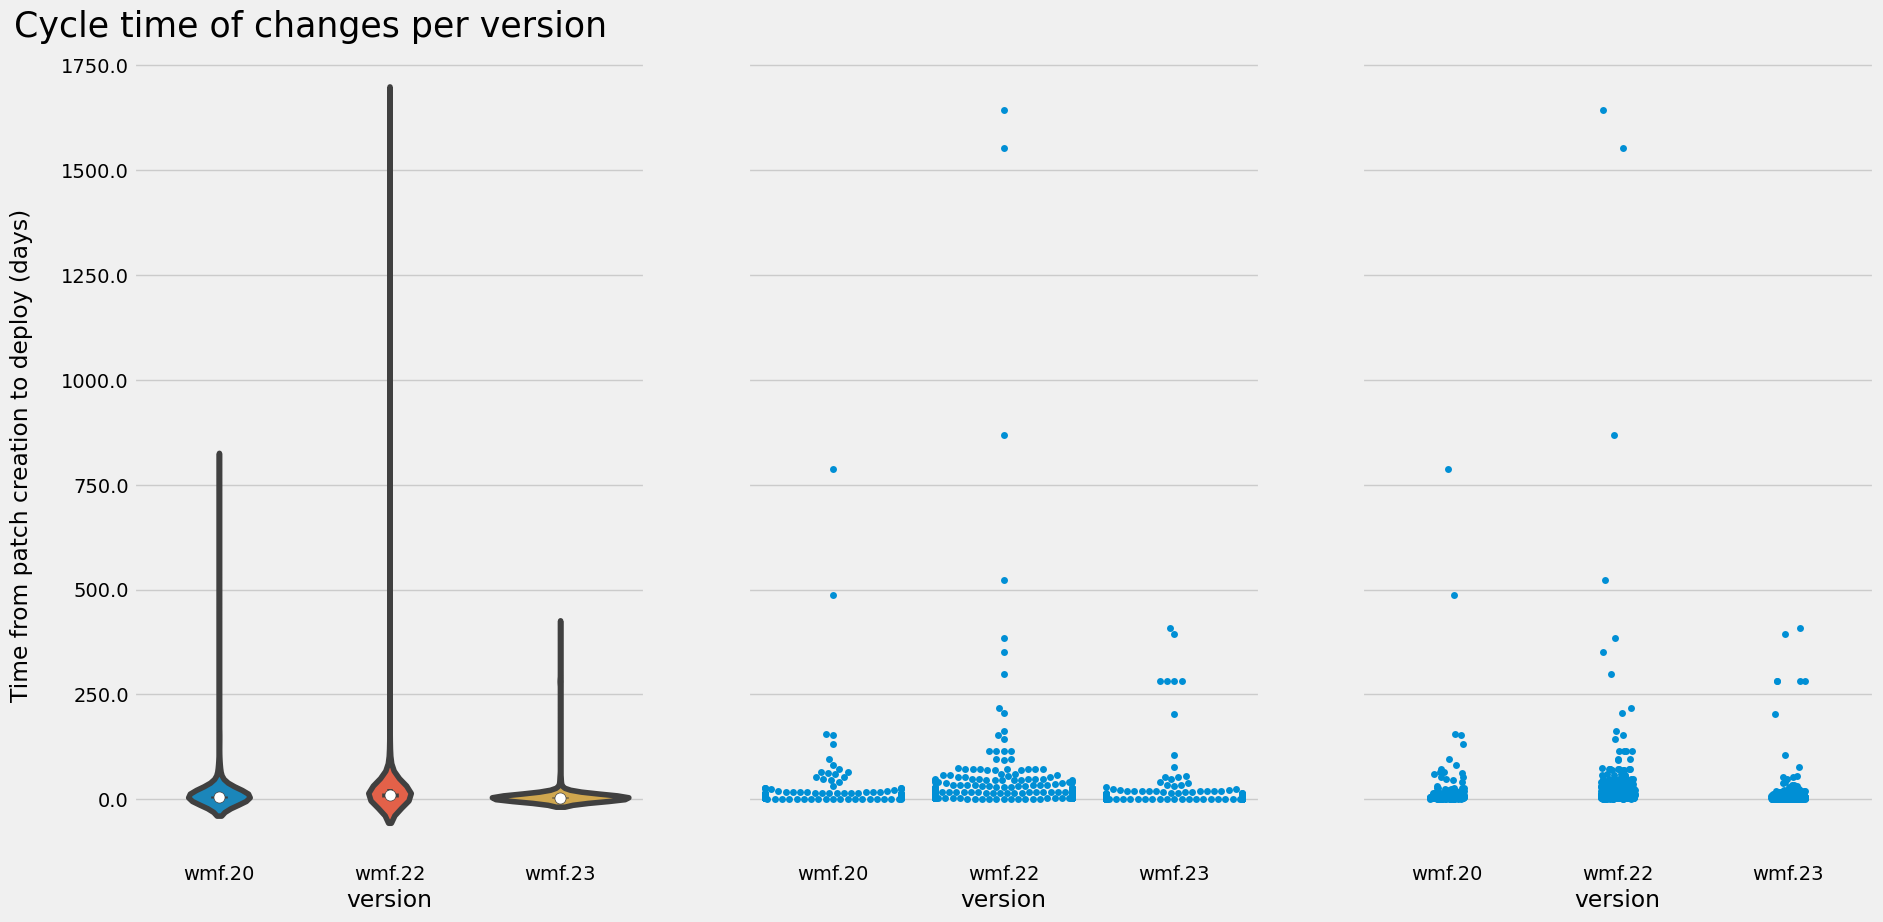 Cycle time of changes per version
Time from patch creation to deploy (days)
1750.0
1500.0
1250.0
1000.0
750.0
500.0
250.0
0.0
wmf.20 wmf.22 wmf.23
version
wmf.20 wmf.22 wmf.23
version
wmf.20 wmf.22 wmf.23
version